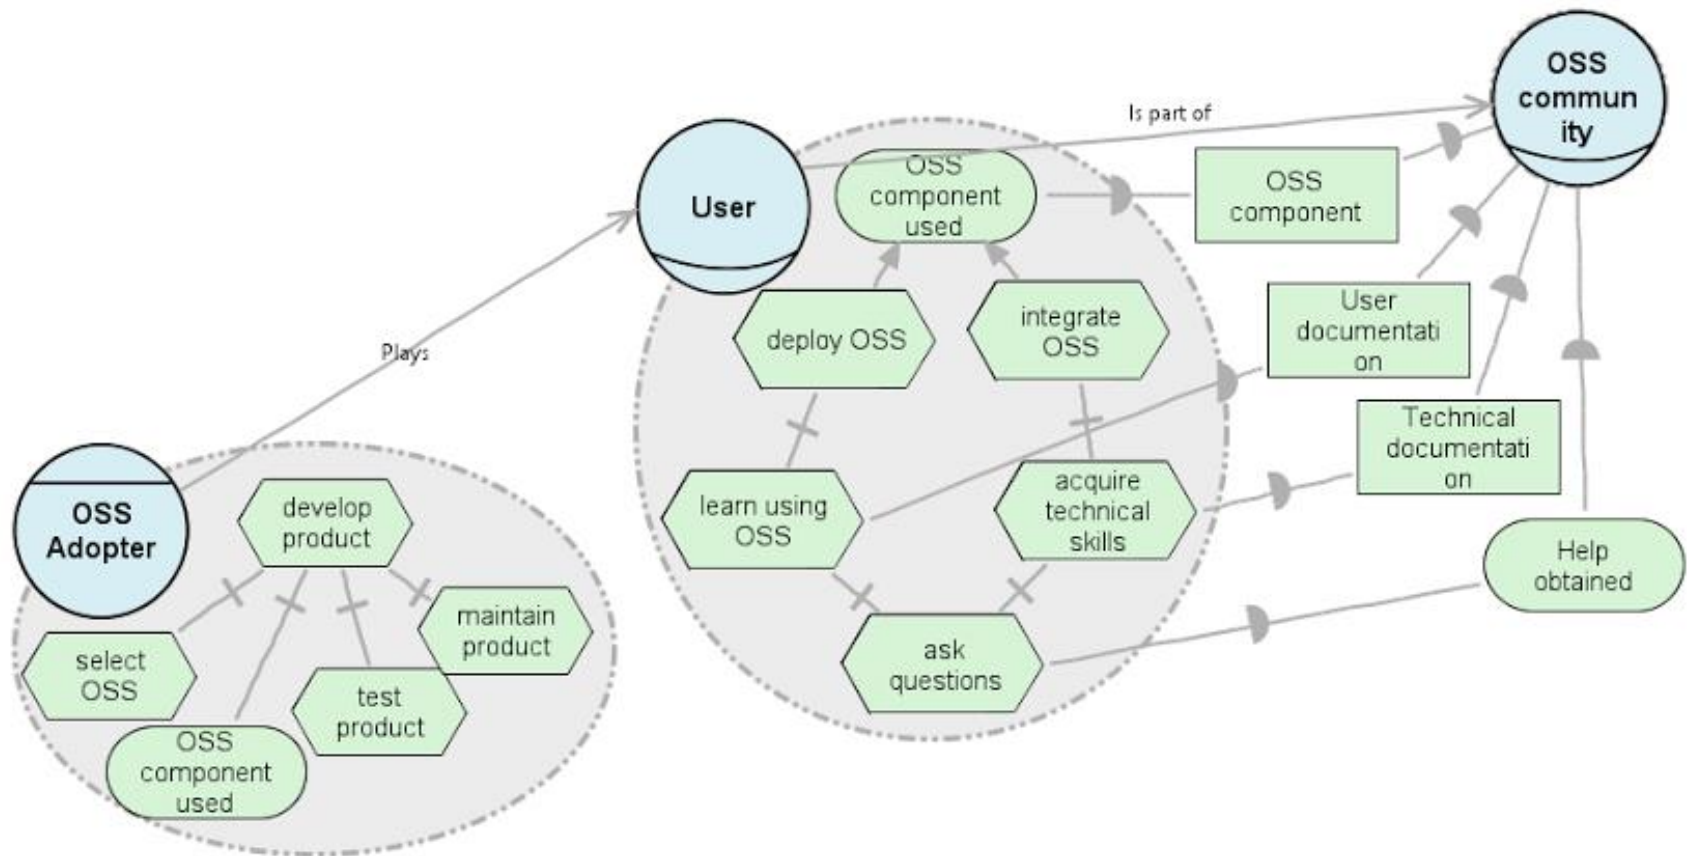 OSS
commun
ity
Is part of
User
OSS
component
used
OSS
component
deploy OSS
integrate
OSS
User
documentati
on
Plays
Technical
documentati
on
learn using
OSS
acquire
technical
skills
OSS
Adopter
develop
product
Help
obtained
maintain
product
select
OSS
test
product
ask
questions
OSS
component
used